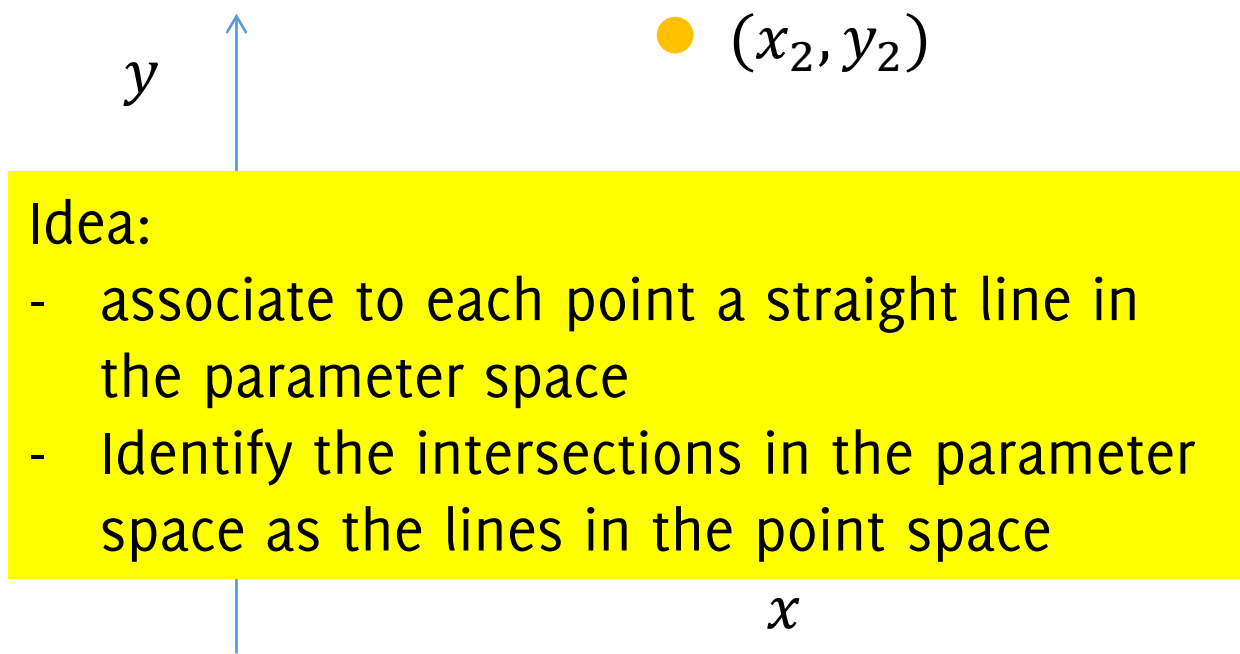 (x₂, y₂)
y
Idea:
- associate to each point a straight line in
the parameter space
- Identify the intersections in the parameter
space as the lines in the point space
x